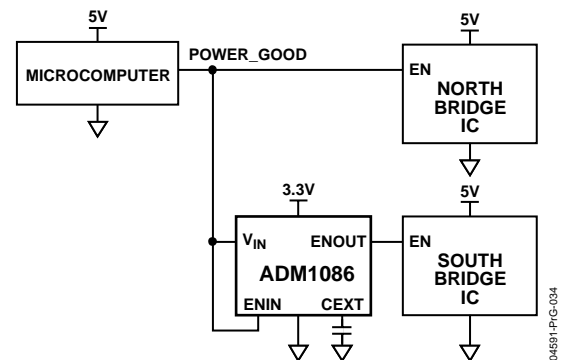 5V
MICROCOMPUTER
POWER_GOOD
5V
EN
NORTH
BRIDGE
IC
3.3V
VIN
ENOUT
ADM1086
ENIN
CEXT
5V
EN
SOUTH
BRIDGE
IC
04591-PrG-034